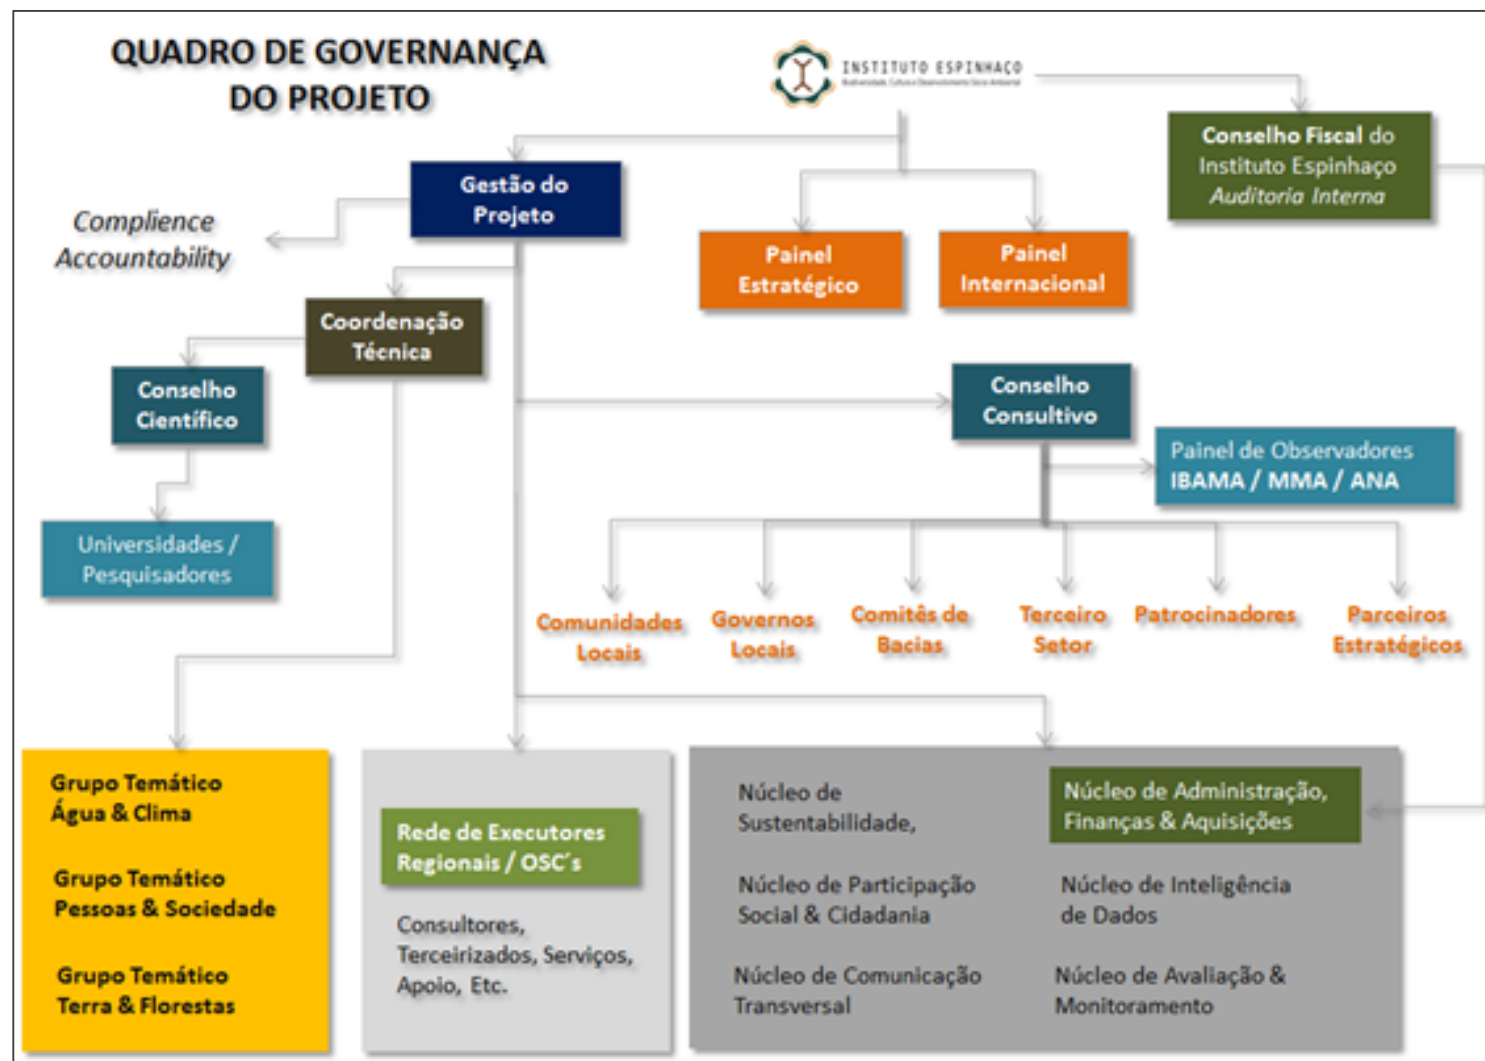 QUADRO DE GOVERNANÇA
DO PROJETO
INSTITUTO ESPINHAÇO
Biodiversidade, Cultura e Desenvolvimento Sócio-Ambiental
Conselho Fiscal do
Instituto Espinhaço
Auditoria Interna
Gestão do
Projeto
Complience
Accountability
Painel
Estratégico
Painel
Internacional
Coordenação
Técnica
Conselho
Científico
Conselho
Consultivo
Painel de Observadores
IBAMA / MMA / ANA
Universidades /
Pesquisadores
Comunidades
Locais
Governos
Locais
Comitês de
Bacias
Terceiro
Setor
Patrocinadores
Parceiros
Estratégicos
Grupo Temático
Água & Clima
Grupo Temático
Pessoas & Sociedade
Grupo Temático
Terra & Florestas
Rede de Executores
Regionais / OSC´s
Consultores,
Terceirizados, Serviços,
Apoio, Etc.
Núcleo de
Sustentabilidade,
Núcleo de Participação
Social & Cidadania
Núcleo de Comunicação
Transversal
Núcleo de Administração,
Finanças & Aquisições
Núcleo de Inteligência
de Dados
Núcleo de Avaliação &
Monitoramento